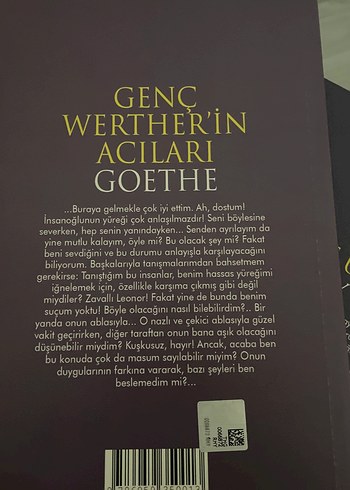 GENÇ
WERTHER'İN
ACILARI
GOETHE
...Buraya gelmekle çok iyi ettim. Ah, dostum!
İnsanoğlunun yüreği çok anlaşılmazdır! Seni böylesine
severken, hep senin yanındayken... Senden ayrılayım da
yine mutlu kalayım, öyle mi? Bu olacak şey mi? Fakat
beni sevdiğini ve bu durumu anlayışla karşılayacağını
biliyorum. Başkalarıyla tanışmalarımdan bahsetmem
gerekirse: Tanıştığım bu insanlar, benim hassas yüreğimi
iğnelemek için, özellikle karşıma çıkmış gibi değil
miydiler? Zavallı Leonor! Fakat yine de bunda benim
suçum yoktu! Böyle olacağını nasıl bilebilirdim?.. Bir
yanda onun ablasıyla... O nazlı ve çekici ablasıyla güzel
vakit geçirirken, diğer taraftan onun bana aşık olacağını
düşünebilir miydim? Kuşkusuz, hayır! Ancak, acaba ben
bu konuda çok da masum sayılabilir miyim? Onun
duygularının farkına vararak, bazı şeyleri ben
beslemedim mi?...